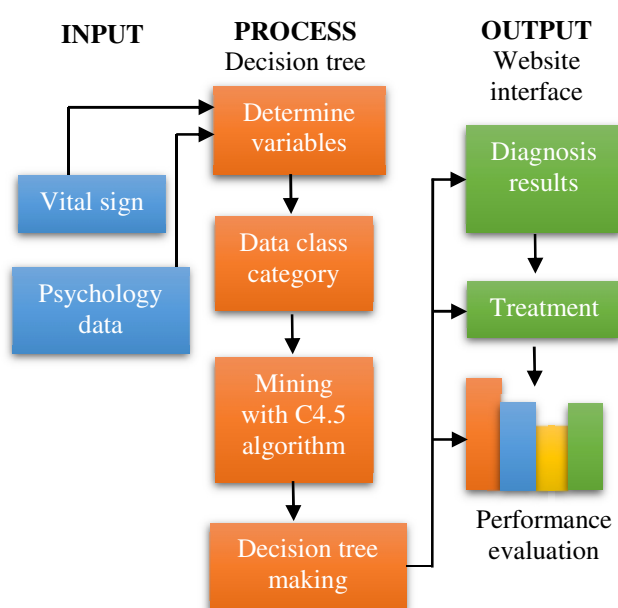 INPUT
Vital sign
Psychology
data
PROCESS
Decision tree
Determine
variables
Data class
category
Mining
with C4.5
algorithm
Decision tree
making
OUTPUT
Website
interface
Diagnosis
results
Treatment
Performance
evaluation